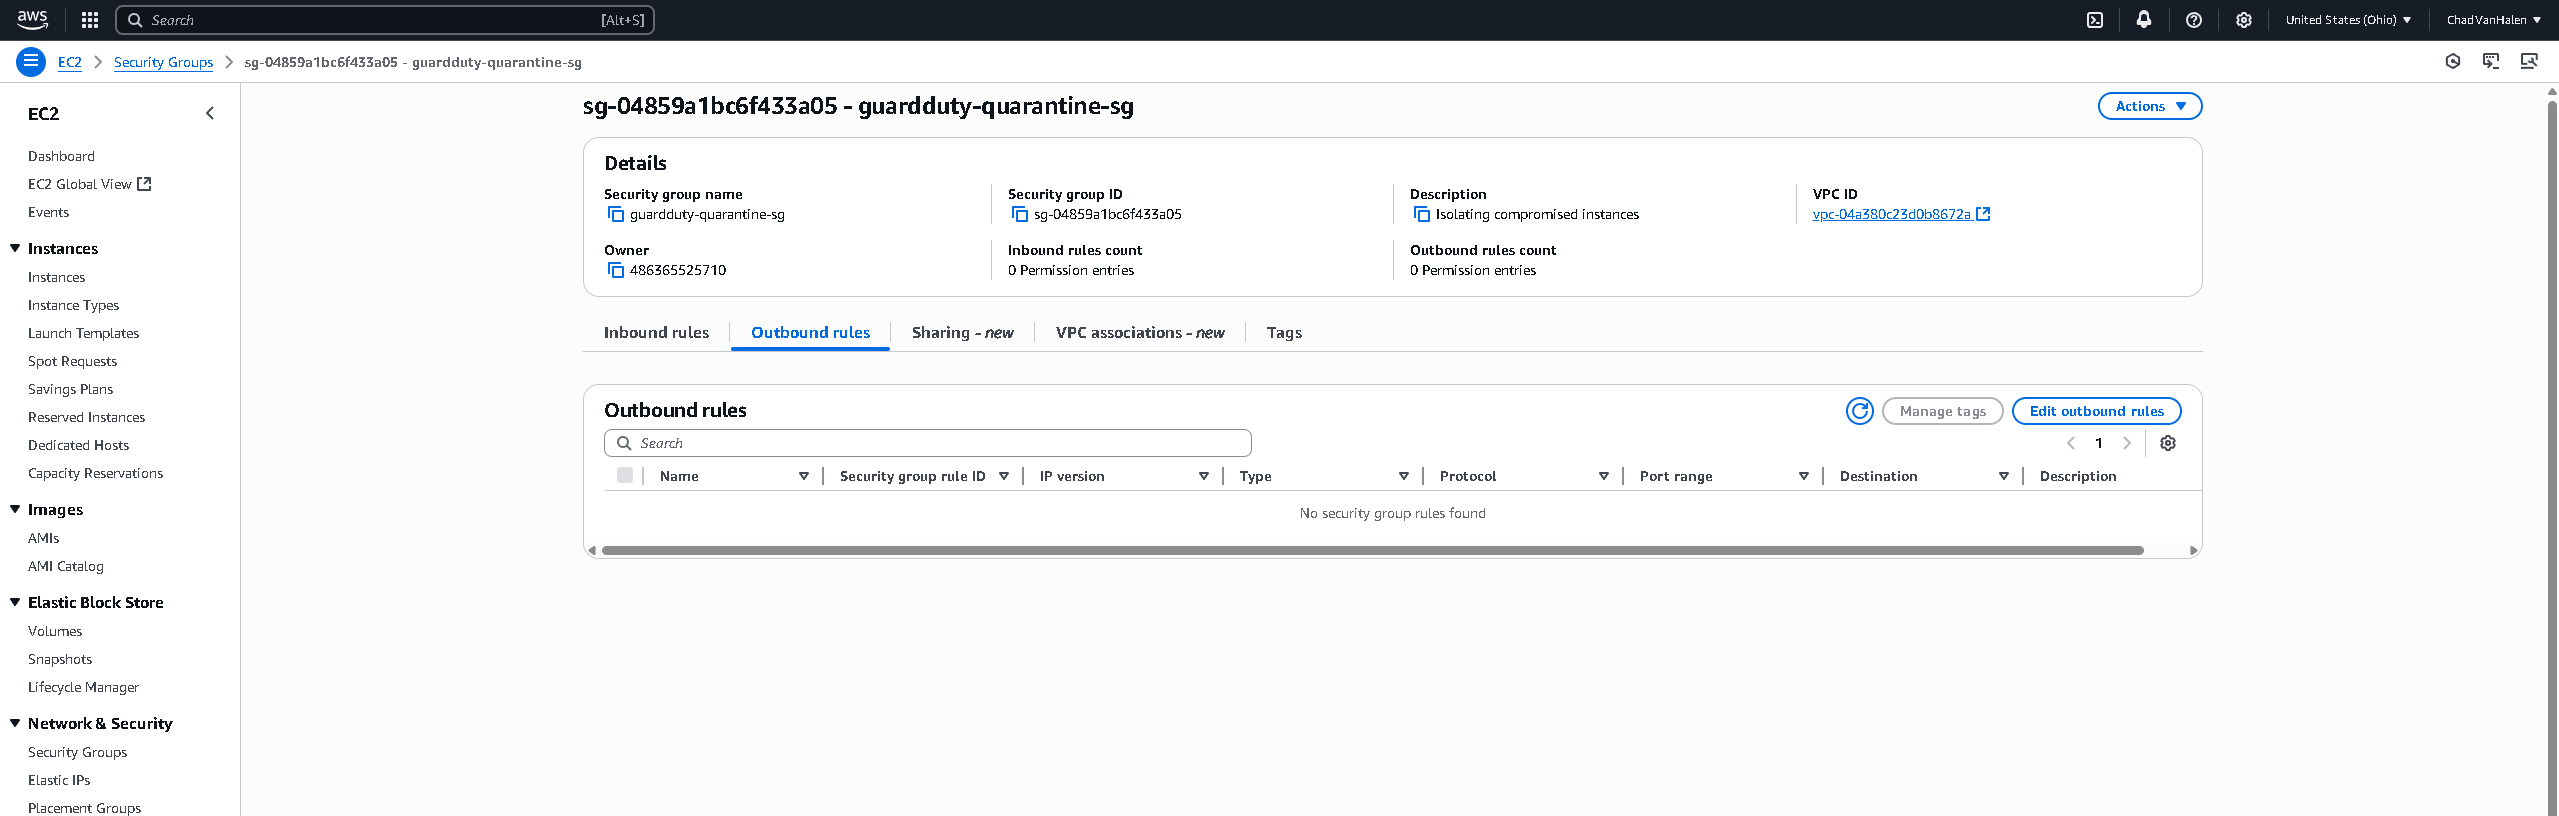 aws
Search [Alt+S]
United States (Ohio)
ChadVanHalen
EC2 Security Groups sg-04859a1bc6f433a05 - guardduty-quarantine-sg
EC2
Dashboard
EC2 Global View
Events
Instances
Instances
Instance Types
Launch Templates
Spot Requests
Savings Plans
Reserved Instances
Dedicated Hosts
Capacity Reservations
Images
AMIs
AMI Catalog
Elastic Block Store
Volumes
Snapshots
Lifecycle Manager
Network & Security
Security Groups
Elastic IPs
Placement Groups
sg-04859a1bc6f433a05 - guardduty-quarantine-sg
Actions
Details
Security group name
guardduty-quarantine-sg
Security group ID
sg-04859a1bc6f433a05
Description
Isolating compromised instances
VPC ID
vpc-04a380c23d0b8672a
Owner
486365525710
Inbound rules count
0 Permission entries
Outbound rules count
0 Permission entries
Inbound rules Outbound rules Sharing - new VPC associations - new Tags
Outbound rules
Manage tags Edit outbound rules
Search
1
Name Security group rule ID IP version Type Protocol Port range Destination Description
No security group rules found